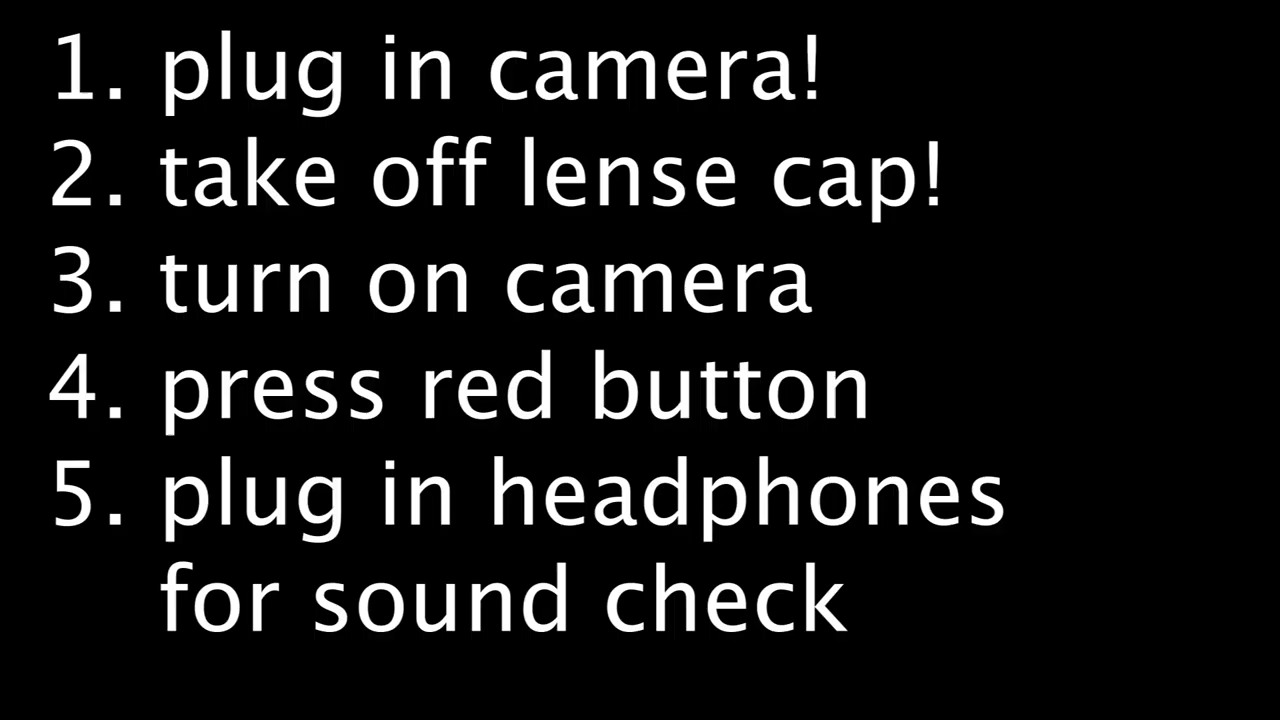 1. plug in camera!
2. take off lense cap!
3. turn on camera
4. press red button
5. plug in headphones
for sound check